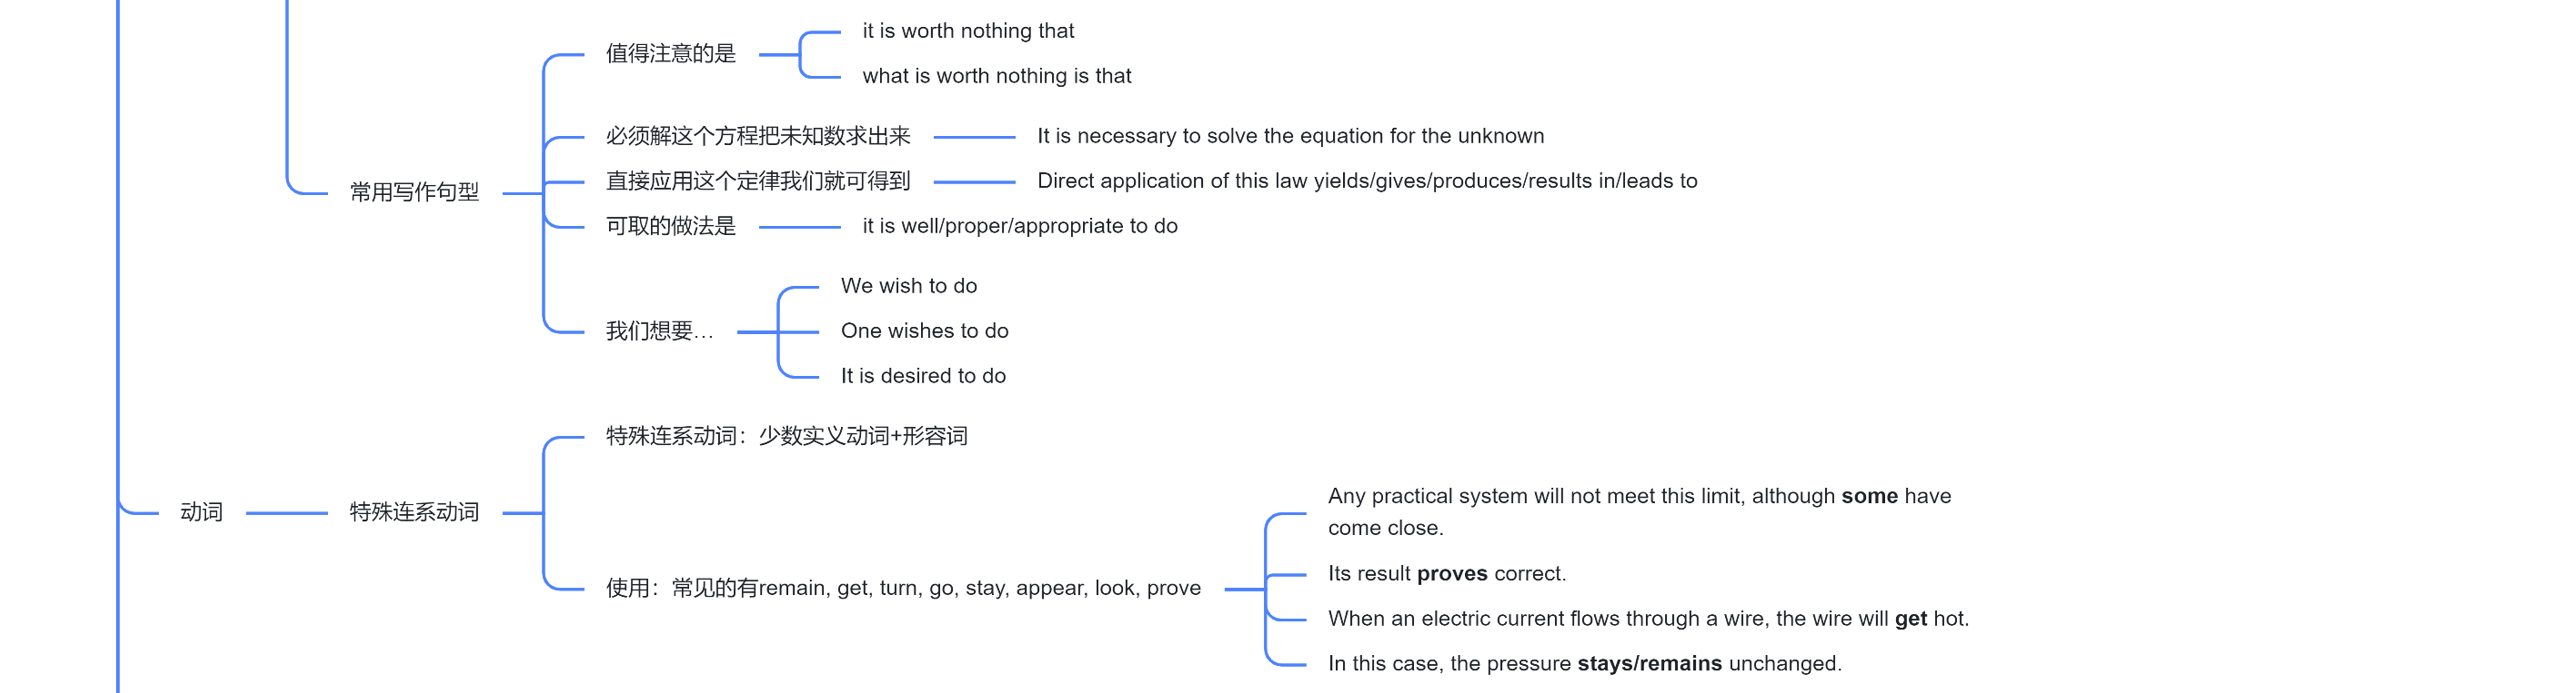 常用写作句型
值得注意的是
it is worth nothing that
what is worth nothing is that
必须解这个方程把未知数求出来
It is necessary to solve the equation for the unknown
直接应用这个定律我们就可得到
Direct application of this law yields/gives/produces/results in/leads to
可取的做法是
it is well/proper/appropriate to do
我们想要…
We wish to do
One wishes to do
It is desired to do
动词
特殊连系动词
特殊连系动词：少数实义动词+形容词
使用：常见的有remain, get, turn, go, stay, appear, look, prove
Any practical system will not meet this limit, although some have
come close.
Its result proves correct.
When an electric current flows through a wire, the wire will get hot.
In this case, the pressure stays/remains unchanged.